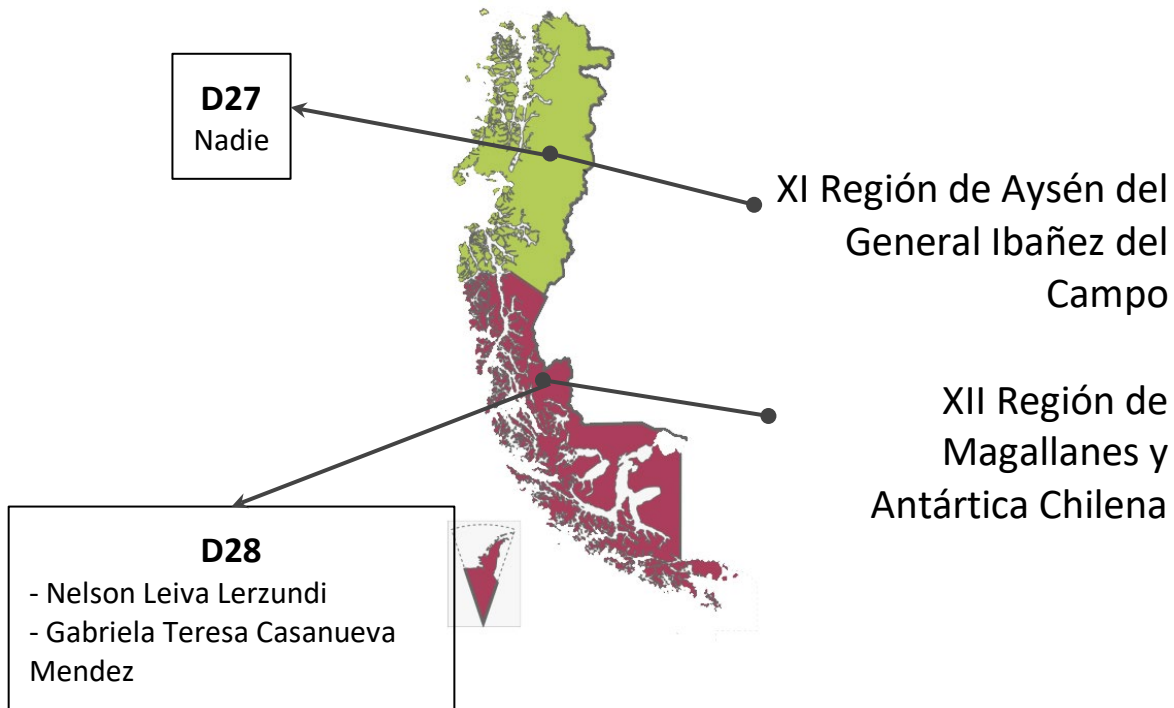 D27
Nadie
XI Región de Aysén del
General Ibañez del
Campo
XII Región de
Magallanes y
Antártica Chilena
D28
- Nelson Leiva Lerzundi
- Gabriela Teresa Casanueva
Mendez